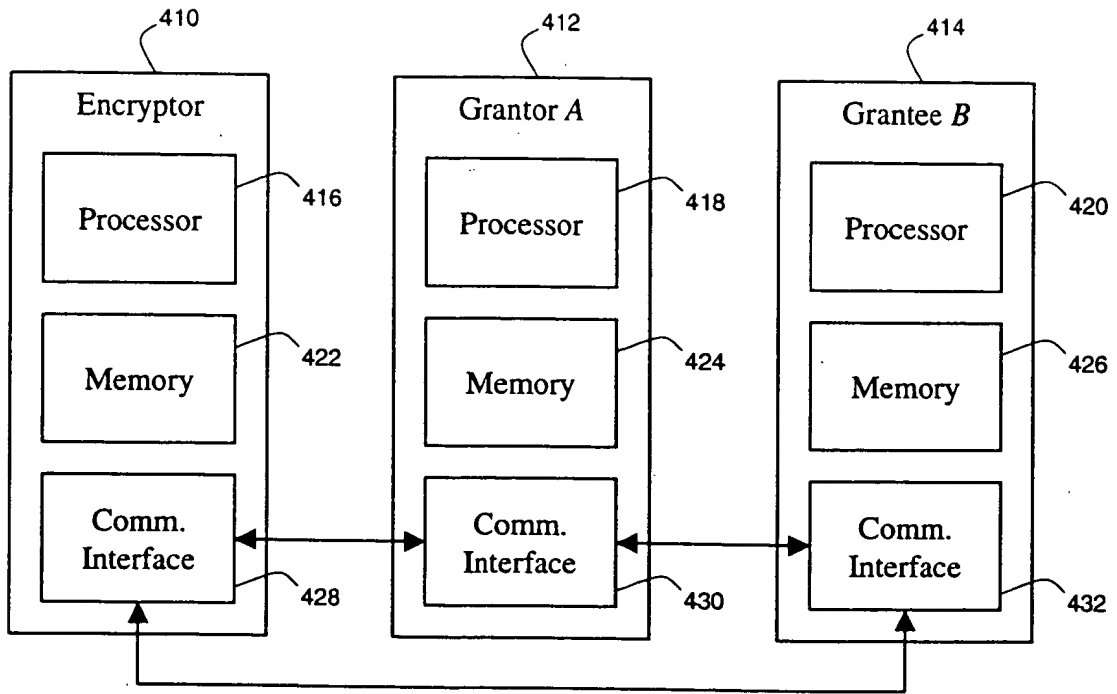 410
412
414
Encryptor
Grantor A
Grantee B
Processor
416
Processor
418
Processor
420
Memory
422
Memory
424
Memory
426
Comm.
Interface
428
Comm.
Interface
430
Comm.
Interface
432